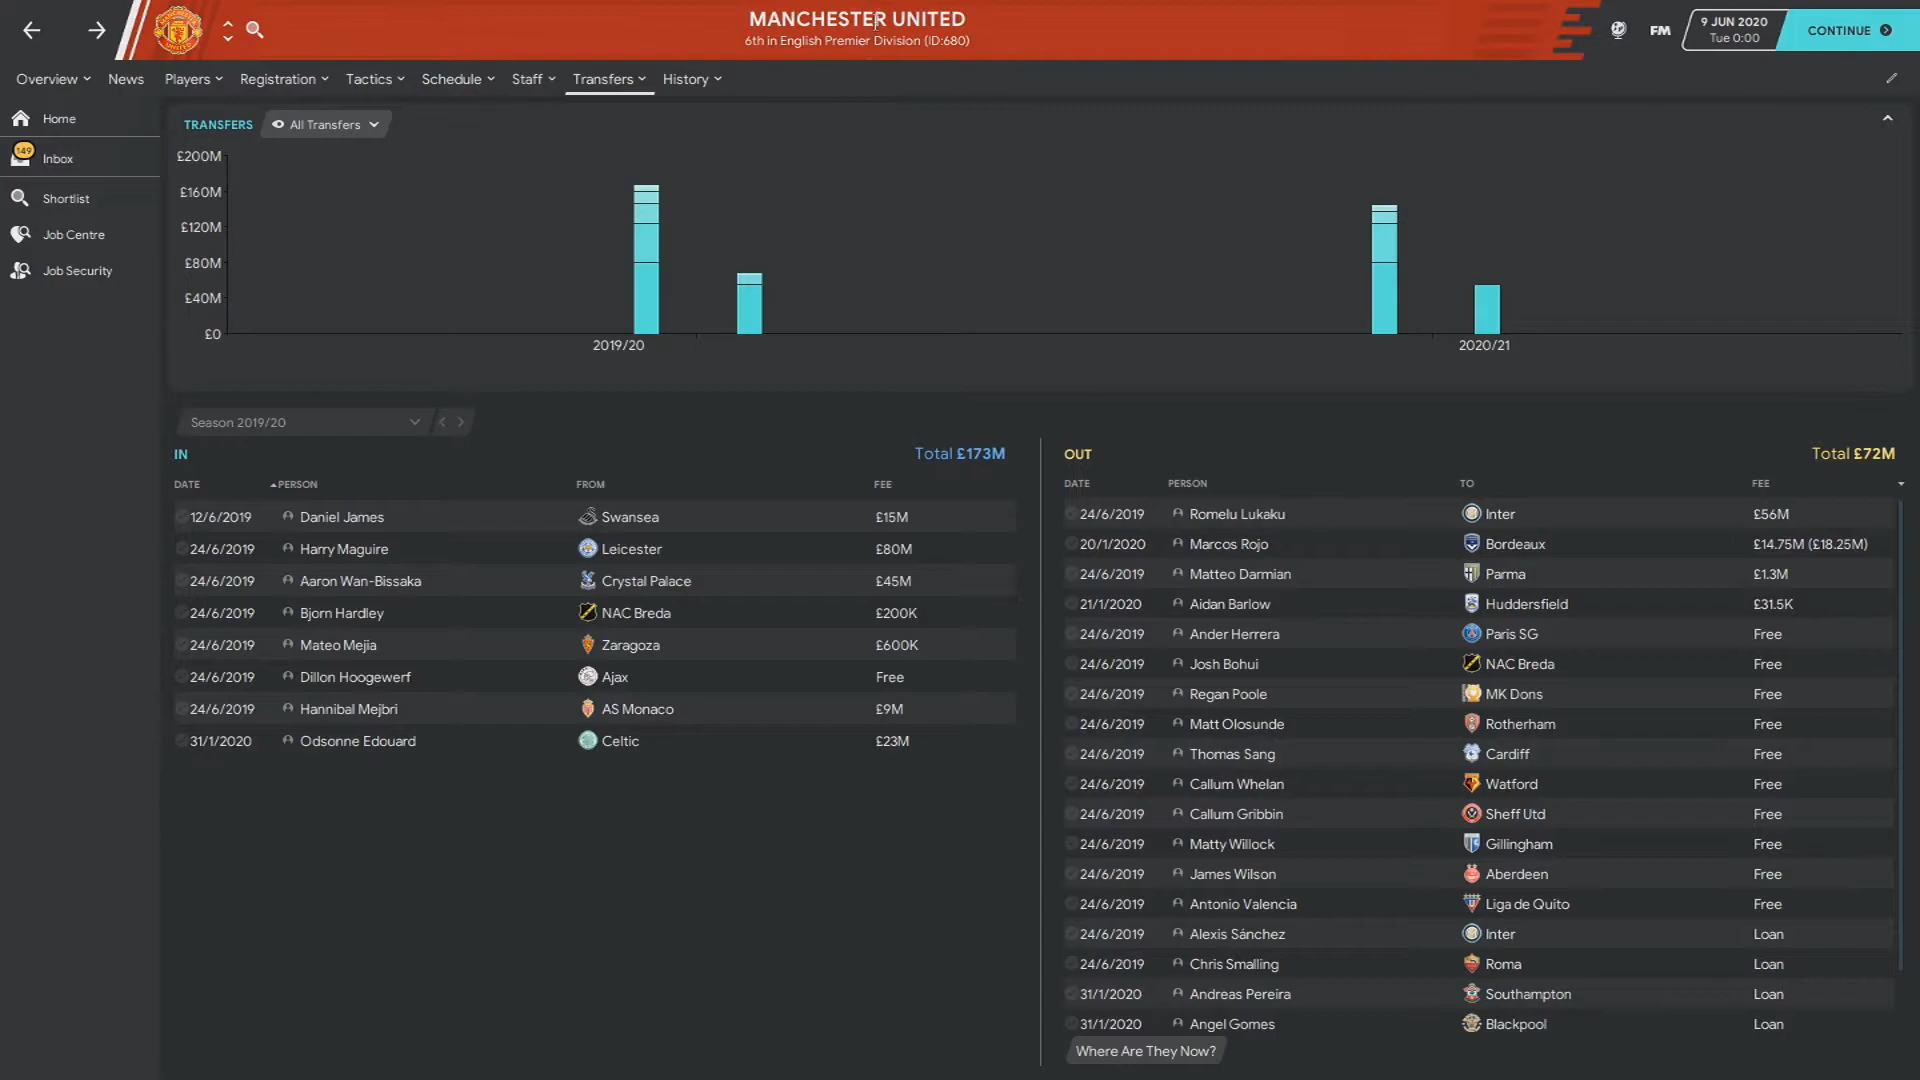 MANCHESTER UNITED
6th in English Premier Division (ID:680)
FM
9 JUN 2020
Tue 0:00
CONTINUE
Overview News Players Registration Tactics Schedule Staff Transfers History
Home
149
Inbox
Shortlist
Job Centre
Job Security
TRANSFERS All Transfers
£200M
£160M
£120M
£80M
£40M
£0
2019/20 2020/21
Season 2019/20
IN Total £173M
DATE PERSON FROM FEE
12/6/2019 Daniel James Swansea £15M
24/6/2019 Harry Maguire Leicester £80M
24/6/2019 Aaron Wan-Bissaka Crystal Palace £45M
24/6/2019 Bjorn Hardley NAC Breda £200K
24/6/2019 Mateo Mejia Zaragoza £600K
24/6/2019 Dillon Hoogewerf Ajax Free
24/6/2019 Hannibal Mejbri AS Monaco £9M
31/1/2020 Odsonne Edouard Celtic £23M
OUT Total £72M
DATE PERSON TO FEE
24/6/2019 Romelu Lukaku Inter £56M
20/1/2020 Marcos Rojo Bordeaux £14.75M (£18.25M)
24/6/2019 Matteo Darmian Parma £1.3M
21/1/2020 Aidan Barlow Huddersfield £31.5K
24/6/2019 Ander Herrera Paris SG Free
24/6/2019 Josh Bohui NAC Breda Free
24/6/2019 Regan Poole MK Dons Free
24/6/2019 Matt Olosunde Rotherham Free
24/6/2019 Thomas Sang Cardiff Free
24/6/2019 Callum Whelan Watford Free
24/6/2019 Callum Gribbin Sheff Utd Free
24/6/2019 Matty Willock Gillingham Free
24/6/2019 James Wilson Aberdeen Free
24/6/2019 Antonio Valencia Liga de Quito Free
24/6/2019 Alexis Sánchez Inter Loan
24/6/2019 Chris Smalling Roma Loan
31/1/2020 Andreas Pereira Southampton Loan
31/1/2020 Angel Gomes Blackpool Loan
Where Are They Now?